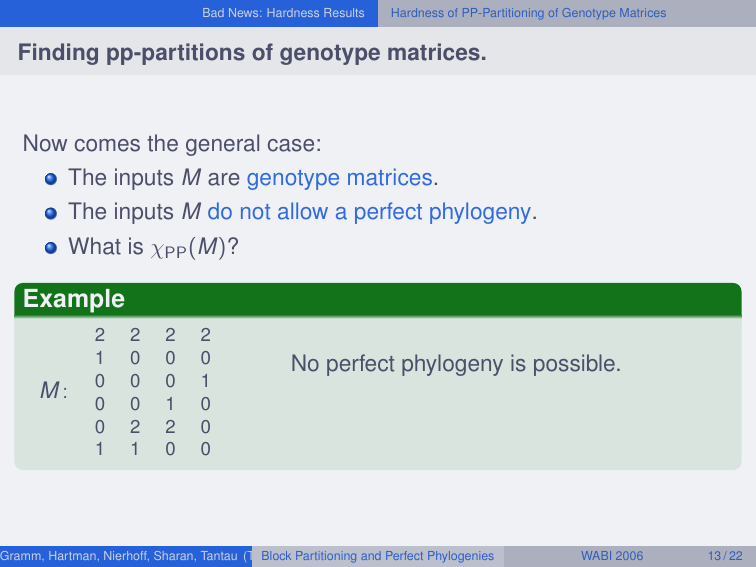 Bad News: Hardness Results Hardness of PP-Partitioning of Genotype Matrices
Finding pp-partitions of genotype matrices.
Now comes the general case:
The inputs M are genotype matrices.
The inputs M do not allow a perfect phylogeny.
What is χPP(M)?
Example
M:
2 2 2 2
1 0 0 0
0 0 0 1
0 0 1 0
0 2 2 0
1 1 0 0
No perfect phylogeny is possible.
Gramm, Hartman, Nierhoff, Sharan, Tantau (T Block Partitioning and Perfect Phylogenies WABI 2006 13 / 22